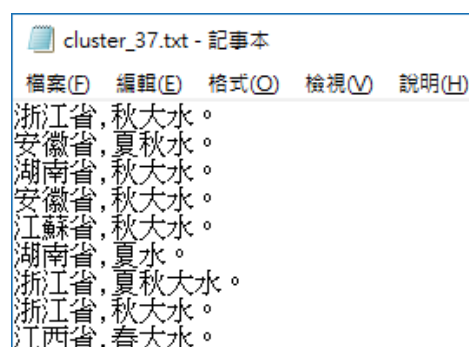 cluster_37.txt - 記事本
檔案(F) 編輯(E) 格式(O) 檢視(V) 說明(H)
浙江省,秋大水。
安徽省,夏秋水。
湖南省,秋大水。
安徽省,秋大水。
江蘇省,秋大水。
湖南省,夏水。
浙江省,夏秋大水。
浙江省,秋大水。
江西省,春大水。